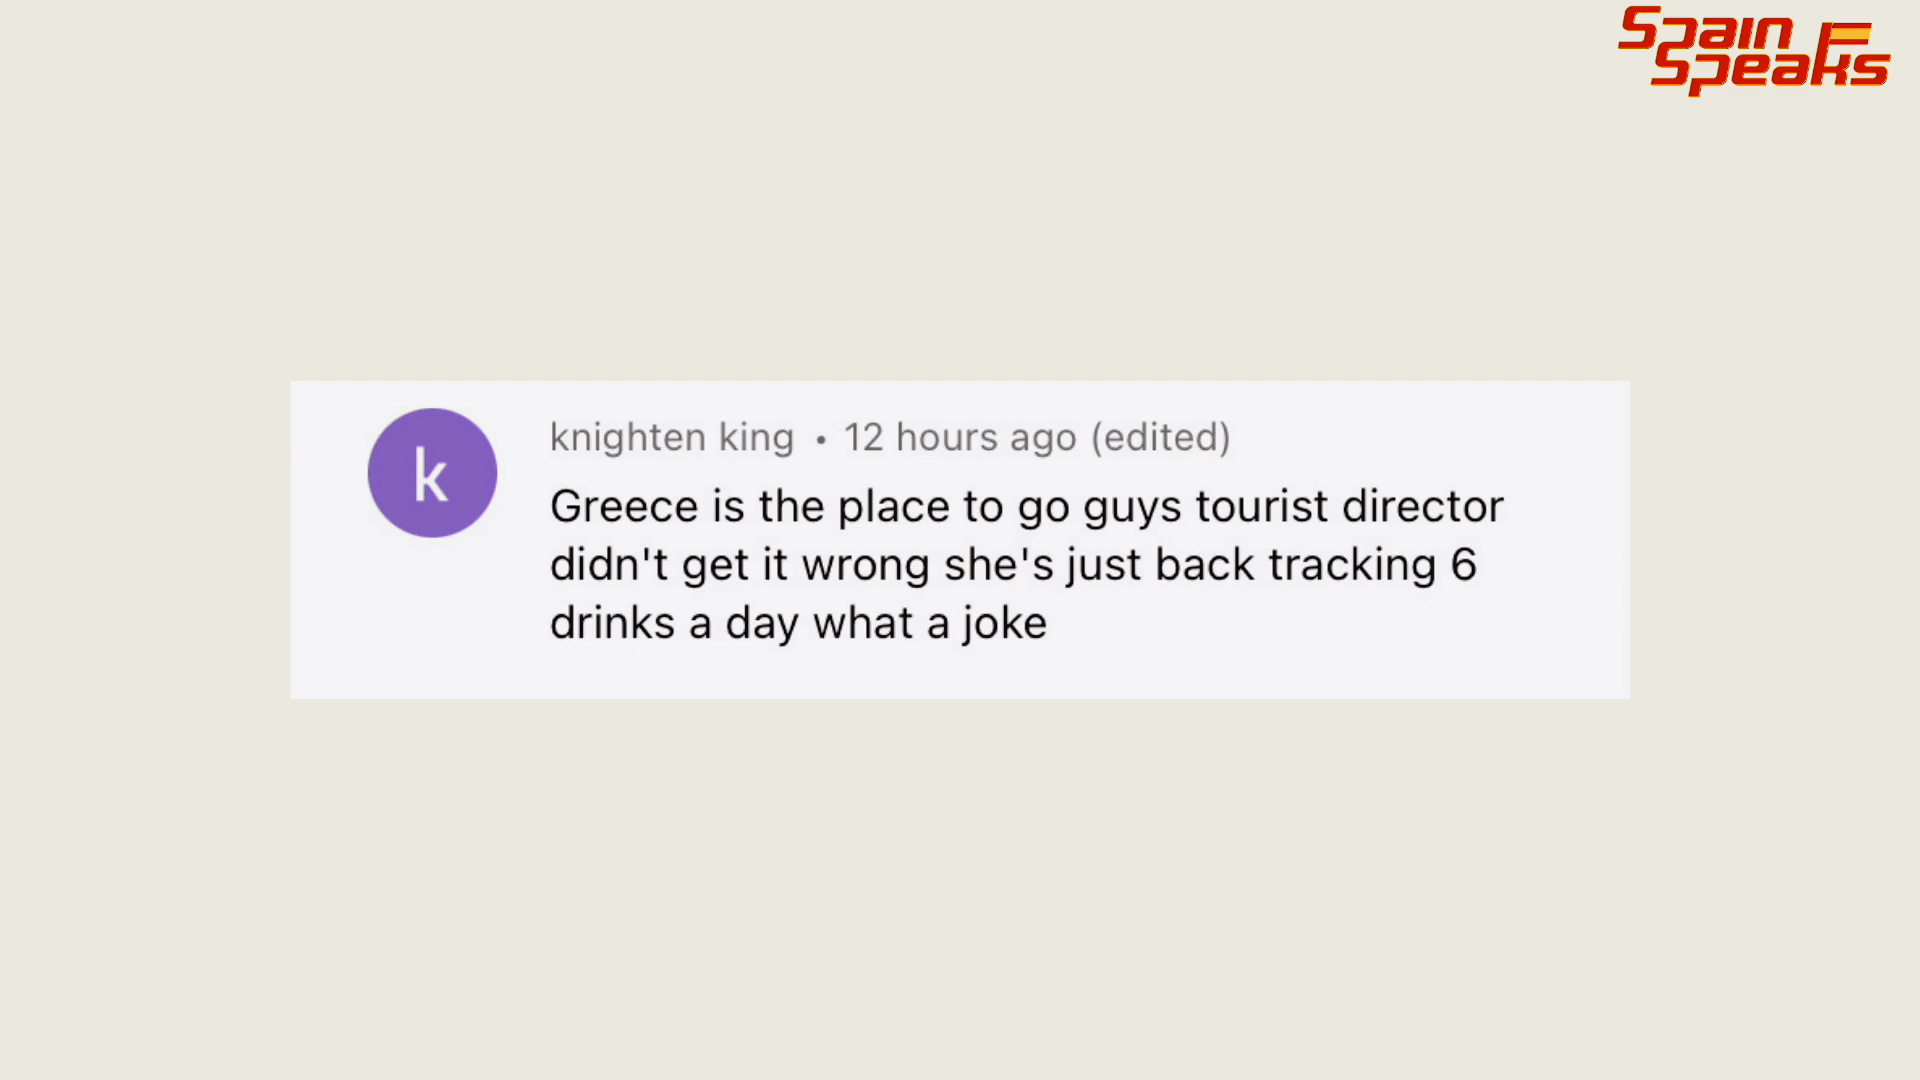 Spain
Speaks
k
knighten king • 12 hours ago (edited)
Greece is the place to go guys tourist director
didn't get it wrong she's just back tracking 6
drinks a day what a joke